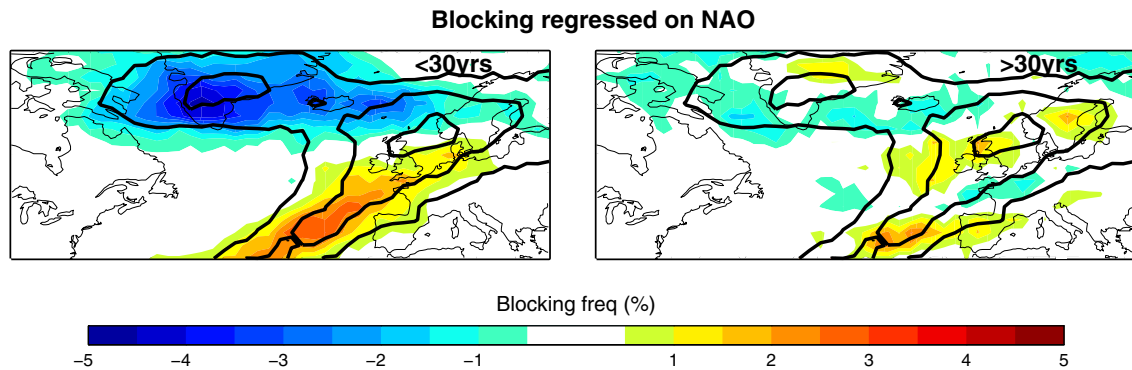 Blocking regressed on NAO
<30yrs
>30yrs
Blocking freq (%)
−5 −4 −3 −2 −1 1 2 3 4 5